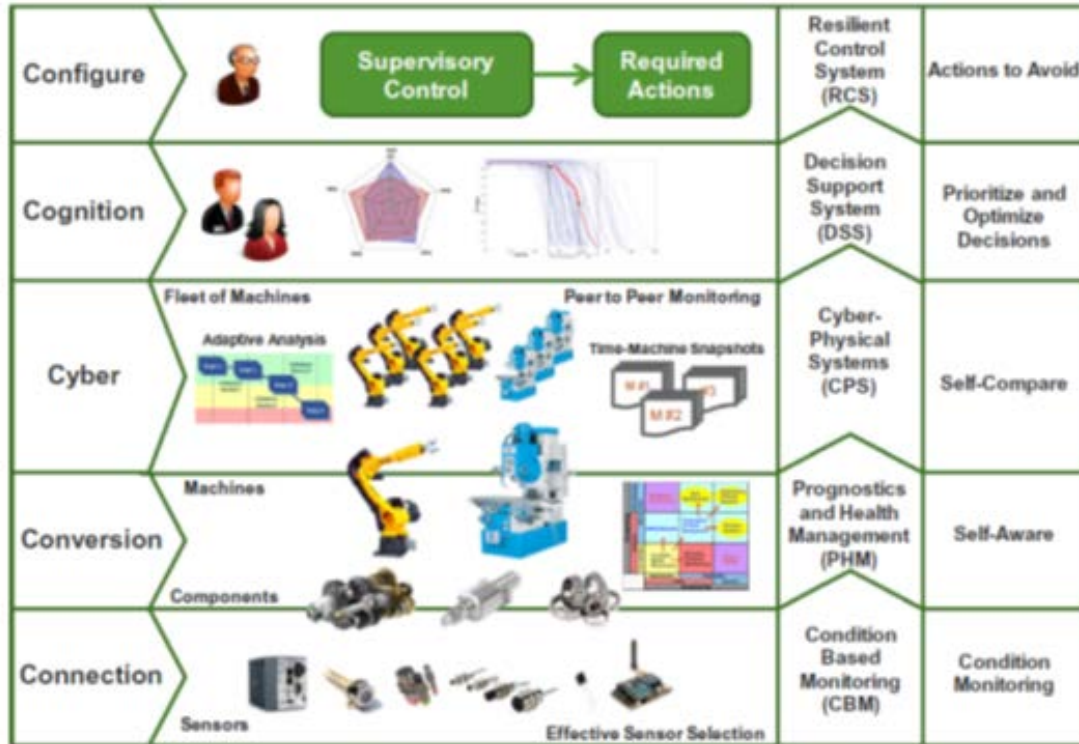 Configure
Supervisory
Control
Required
Actions
Resilient
Control
System
(RCS)
Actions to Avoid
Cognition
Decision
Support
System
(DSS)
Prioritize and
Optimize
Decisions
Cyber
Fleet of Machines
Peer to Peer Monitoring
Adaptive Analysis
Time-Machine Snapshots
M #1
M #2
#3
Cyber-
Physical
Systems
(CPS)
Self-Compare
Conversion
Machines
Components
Prognostics
and Health
Management
(PHM)
Self-Aware
Connection
Sensors
Effective Sensor Selection
Condition
Based
Monitoring
(CBM)
Condition
Monitoring